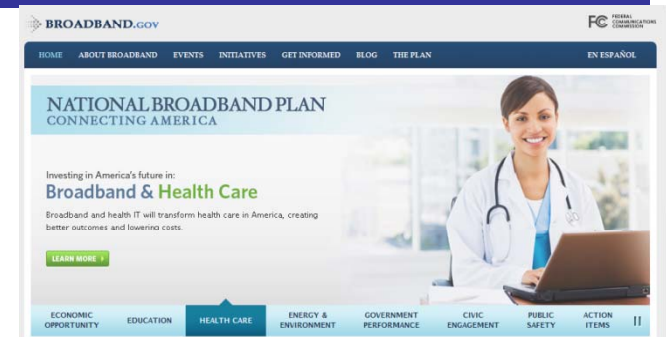 BROADBAND.GOV
FC FEDERAL
COMMUNICATIONS
COMMISSION
HOME ABOUT BROADBAND EVENTS INITIATIVES GET INFORMED BLOG THE PLAN EN ESPAÑOL
NATIONAL BROADBAND PLAN
CONNECTING AMERICA
Investing in America's future in:
Broadband & Health Care
Broadband and health IT will transform health care in America, creating
better outcomes and lowering costs.
LEARN MORE
ECONOMIC
OPPORTUNITY
EDUCATION
HEALTH CARE
ENERGY &
ENVIRONMENT
GOVERNMENT
PERFORMANCE
CIVIC
ENGAGEMENT
PUBLIC
SAFETY
ACTION
ITEMS